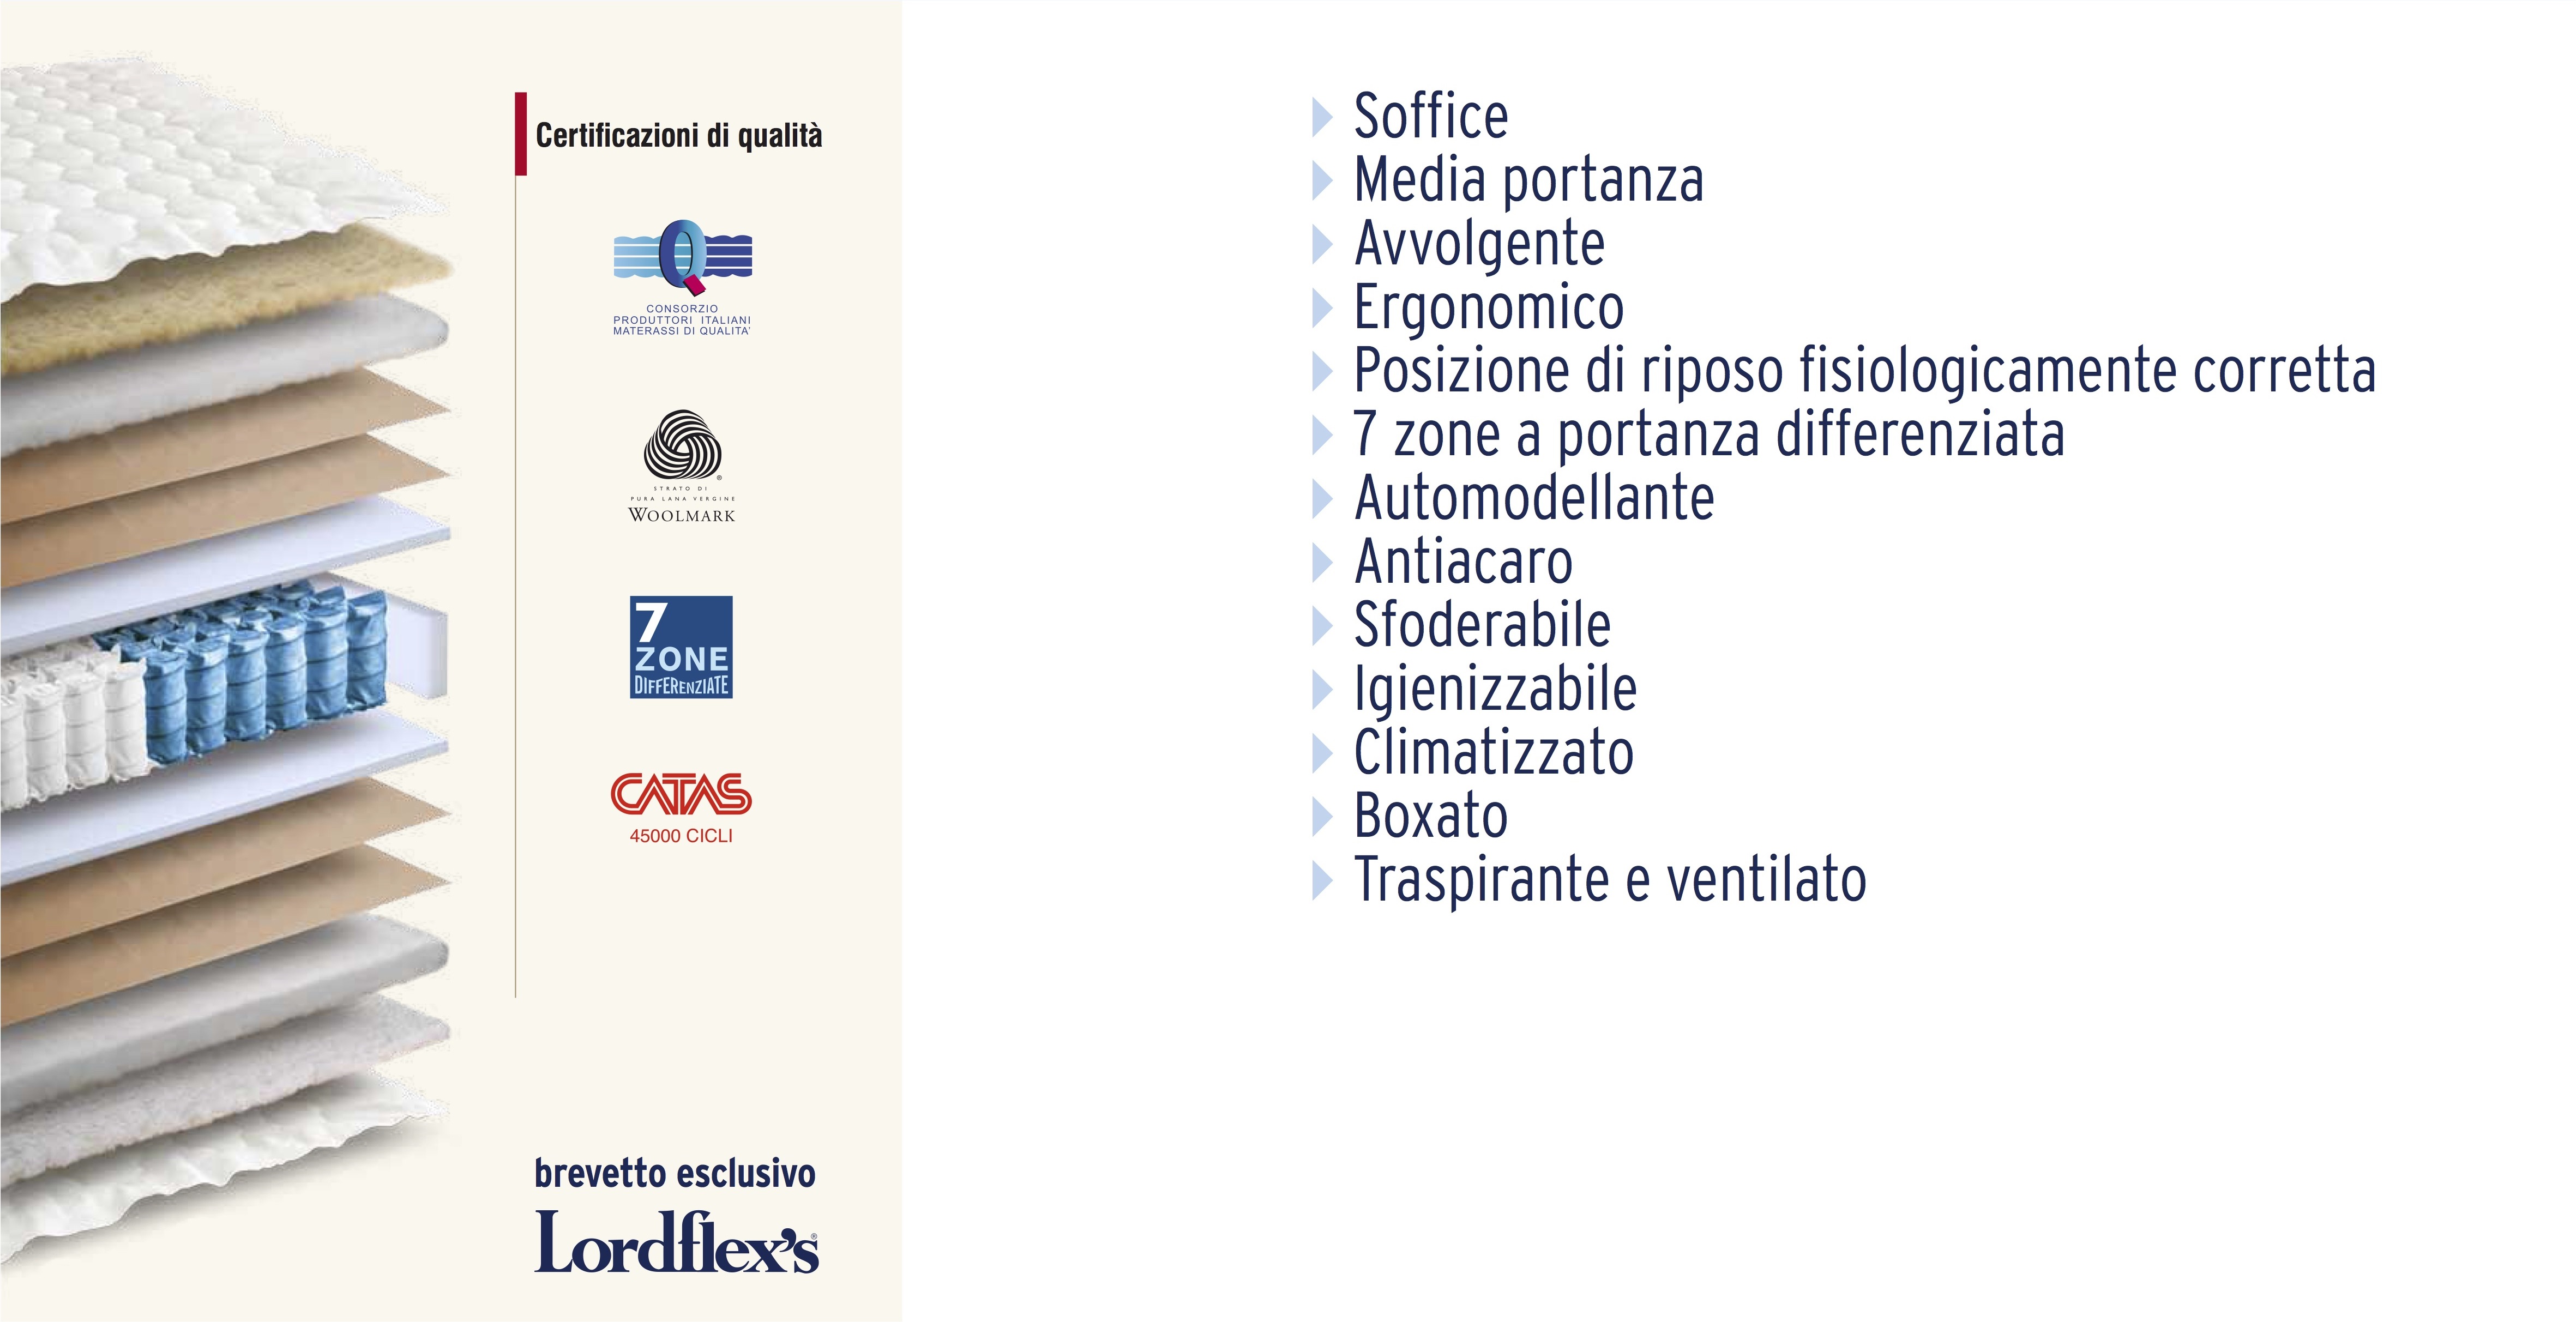 Certificazioni di qualità
Q
CONSORZIO
PRODUTTORI ITALIANI
MATERASSI DI QUALITA'
STRATO DI
PURA LANA VERGINE
WOOLMARK
7
ZONE
DIFFERENZIATE
CATAS
45000 CICLI
brevetto esclusivo
Lordflex's®
Soffice
Media portanza
Avvolgente
Ergonomico
Posizione di riposo fisiologicamente corretta
7 zone a portanza differenziata
Automodellante
Antiacaro
Sfoderabile
Igienizzabile
Climatizzato
Boxato
Traspirante e ventilato